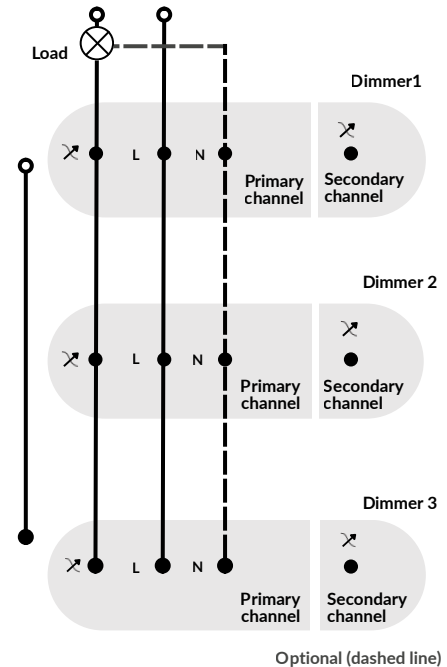 Load
Dimmer1
L
N
Primary
channel
Secondary
channel
Dimmer 2
L
N
Primary
channel
Secondary
channel
Dimmer 3
L
N
Primary
channel
Secondary
channel
Optional (dashed line)